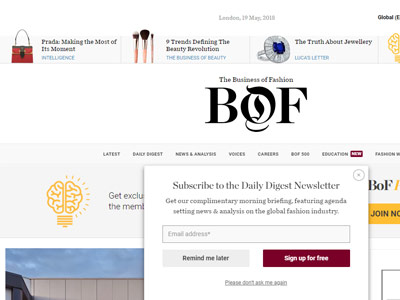 London, 19 May, 2018
Global (E
Prada: Making the Most of
Its Moment
INTELLIGENCE
9 Trends Defining The
Beauty Revolution
THE BUSINESS OF BEAUTY
The Truth About Jewellery
LUCA'S LETTER
The Business of Fashion
BOF
LATEST DAILY DIGEST NEWS & ANALYSIS VOICES CAREERS BOF 500 EDUCATION NEW FASHION W
Get exclus
the memb
BoF
JOIN NOW
Subscribe to the Daily Digest Newsletter
Get our complimentary morning briefing, featuring agenda
setting news & analysis on the global fashion industry.
Email address*
Remind me later
Sign up for free
Please don't ask me again